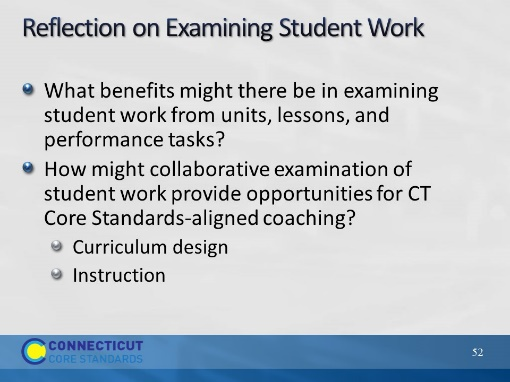 Reflection on Examining Student Work
What benefits might there be in examining
student work from units, lessons, and
performance tasks?
How might collaborative examination of
student work provide opportunities for CT
Core Standards-aligned coaching?
Curriculum design
Instruction
CONNECTICUT
CORE STANDARDS
52